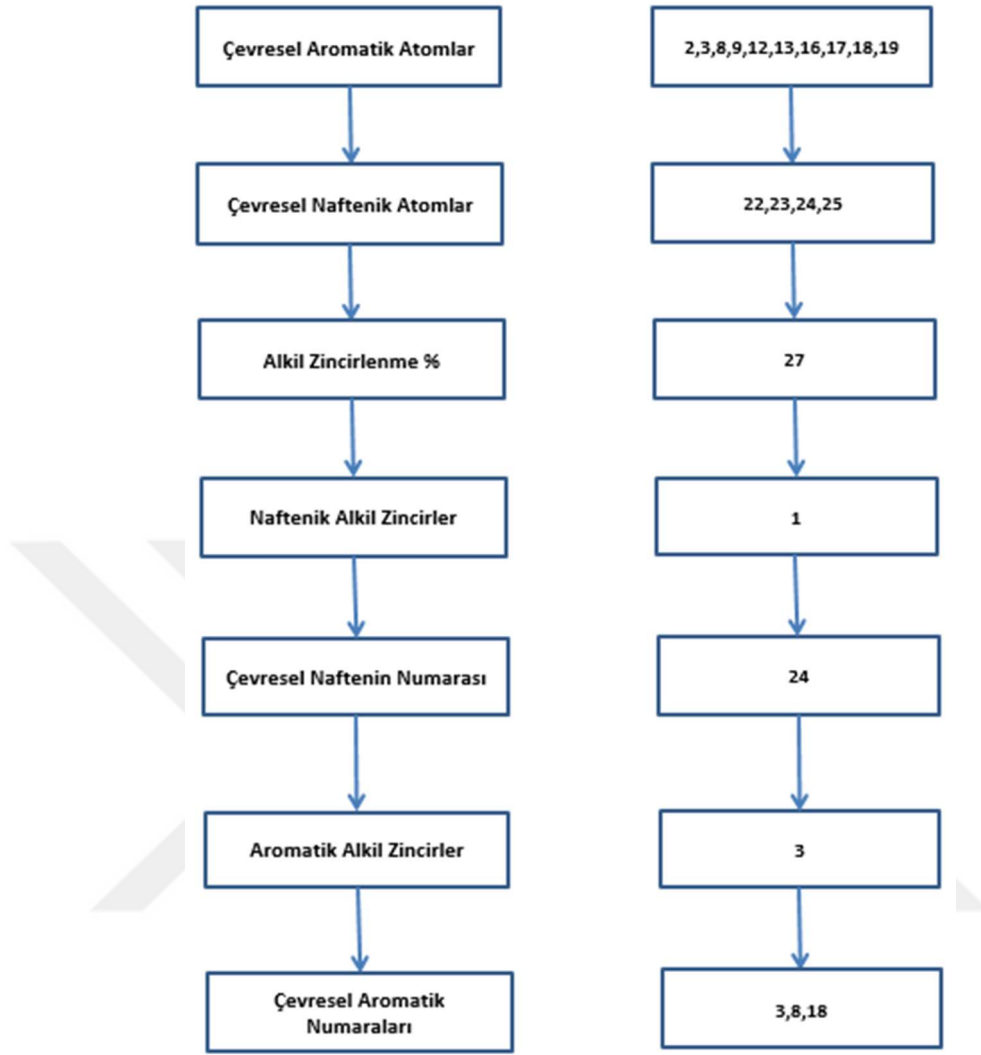 Çevresel Aromatik Atomlar
2,3,8,9,12,13,16,17,18,19
Çevresel Naftenik Atomlar
22,23,24,25
Alkil Zincirlenme %
27
Naftenik Alkil Zincirler
1
Çevresel Naftenin Numarası
24
Aromatik Alkil Zincirler
3
Çevresel Aromatik
Numaraları
3,8,18